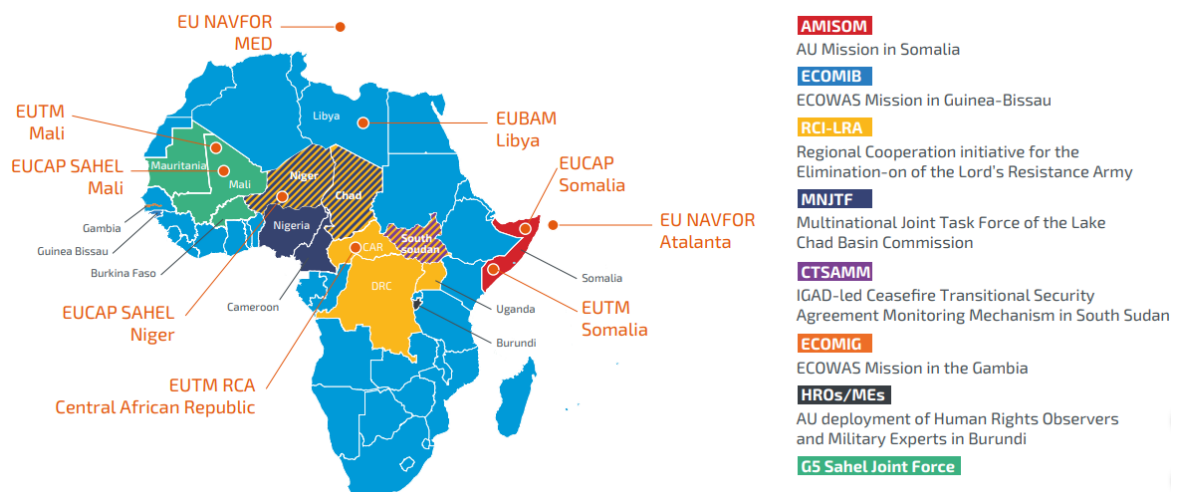 EU NAVFOR
MED
EUTM
Mali
EUCAP SAHEL
Mali
Mauritania
Mali
Libya
EUBAM
Libya
EUCAP
Somalia
EU NAVFOR
Atalanta
Niger
Chad
Nigeria
South
soudan
CAR
DRC
Gambia
Guinea Bissau
Burkina Faso
Cameroon
Somalia
Uganda
Burundi
EUCAP SAHEL
Niger
EUTM
Somalia
EUTM RCA
Central African Republic
AMISOM
AU Mission in Somalia
ECOMIB
ECOWAS Mission in Guinea-Bissau
RCI-LRA
Regional Cooperation initiative for the
Elimination-on of the Lord's Resistance Army
MNJTF
Multinational Joint Task Force of the Lake
Chad Basin Commission
CTSAMM
IGAD-led Ceasefire Transitional Security
Agreement Monitoring Mechanism in South Sudan
ECOMIG
ECOWAS Mission in the Gambia
HROs/MEs
AU deployment of Human Rights Observers
and Military Experts in Burundi
G5 Sahel Joint Force